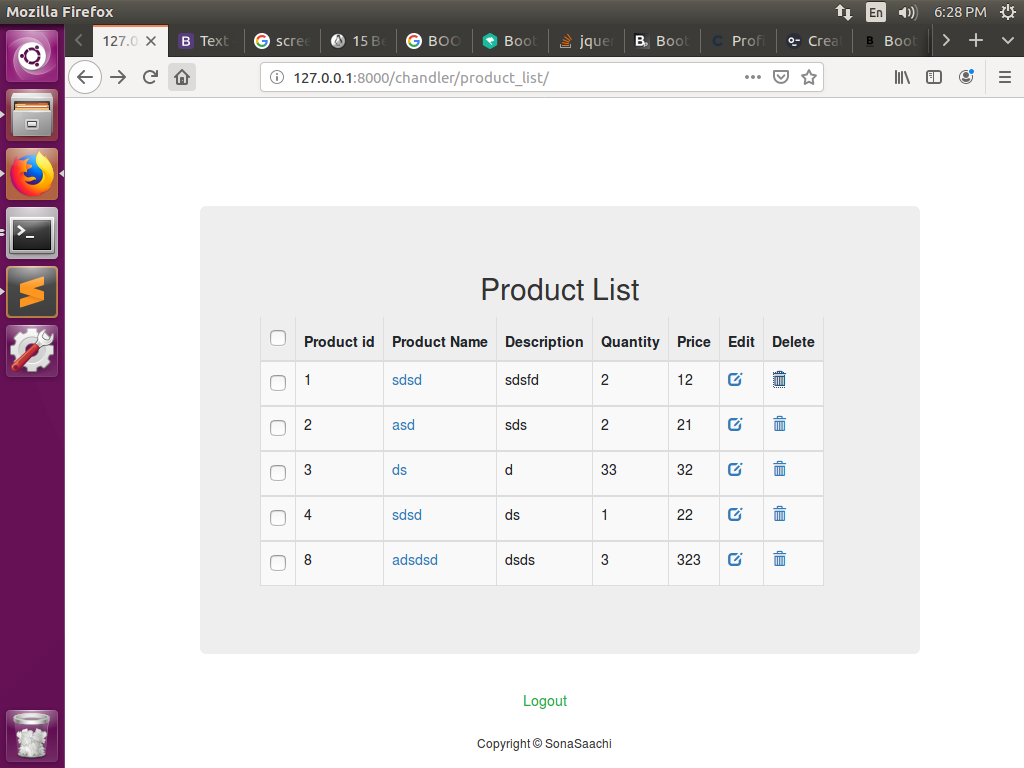 Mozilla Firefox
En
6:28 PM
127.0
Text
scre
15 Be
BOO
Boot
jque
Boot
Profi
Crea
Boot
127.0.0.1:8000/chandler/product_list/
Product List
Product id Product Name Description Quantity Price Edit Delete
1 sdsd sdsfd 2 12
2 asd sds 2 21
3 ds d 33 32
4 sdsd ds 1 22
8 adsdsd dsds 3 323
Logout
Copyright © SonaSaachi